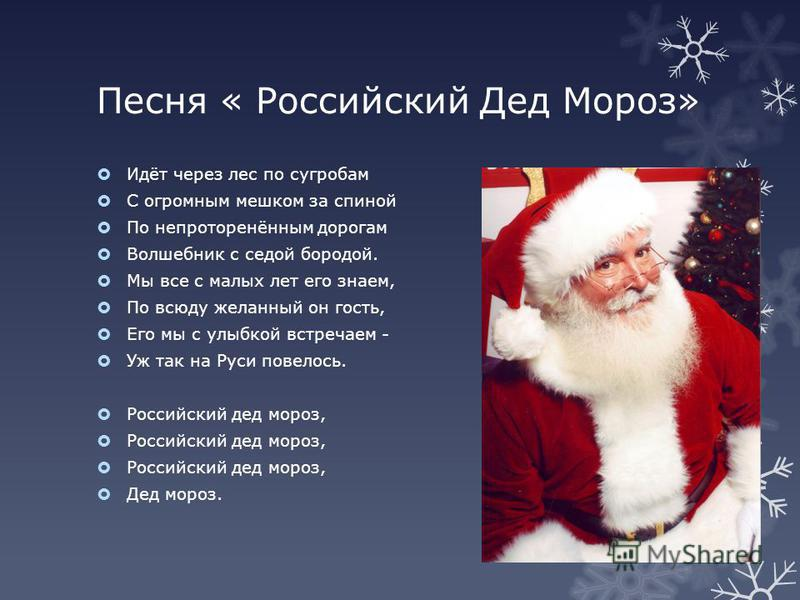 Песня « Российский Дед Мороз»
Идёт через лес по сугробам
С огромным мешком за спиной
По непроторенённым дорогам
Волшебник с седой бородой.
Мы все с малых лет его знаем,
По всюду желанный он гость,
Его мы с улыбкой встречаем -
Уж так на Руси повелось.
Российский дед мороз,
Российский дед мороз,
Российский дед мороз,
Дед мороз.
MyShared